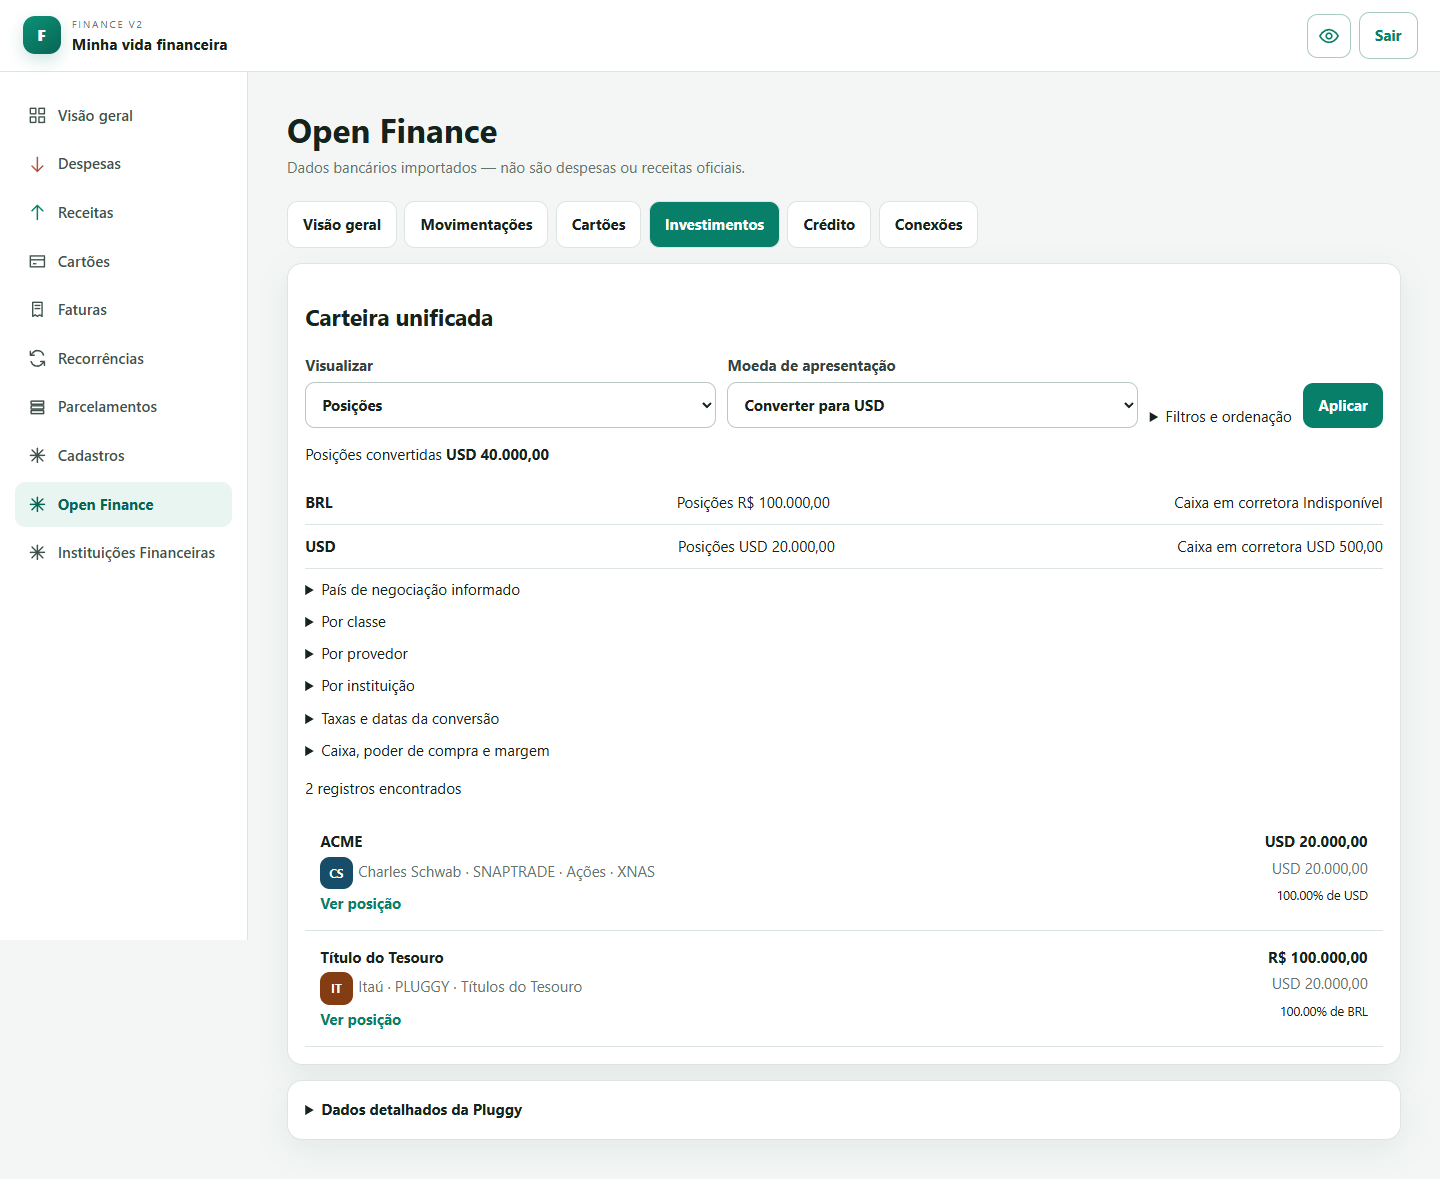 F
FINANCE V2
Minha vida financeira
Sair
Visão geral
Despesas
Receitas
Cartões
Faturas
Recorrências
Parcelamentos
Cadastros
Open Finance
Instituições Financeiras
Open Finance
Dados bancários importados — não são despesas ou receitas oficiais.
Visão geral Movimentações Cartões Investimentos Crédito Conexões
Carteira unificada
Visualizar Moeda de apresentação
Posições Converter para USD Filtros e ordenação Aplicar
Posições convertidas USD 40.000,00
BRL Posições R$ 100.000,00 Caixa em corretora Indisponível
USD Posições USD 20.000,00 Caixa em corretora USD 500,00
País de negociação informado
Por classe
Por provedor
Por instituição
Taxas e datas da conversão
Caixa, poder de compra e margem
2 registros encontrados
ACME USD 20.000,00
CS Charles Schwab · SNAPTRADE · Ações · XNAS USD 20.000,00
Ver posição 100.00% de USD
Título do Tesouro R$ 100.000,00
IT Itaú · PLUGGY · Títulos do Tesouro USD 20.000,00
Ver posição 100.00% de BRL
Dados detalhados da Pluggy